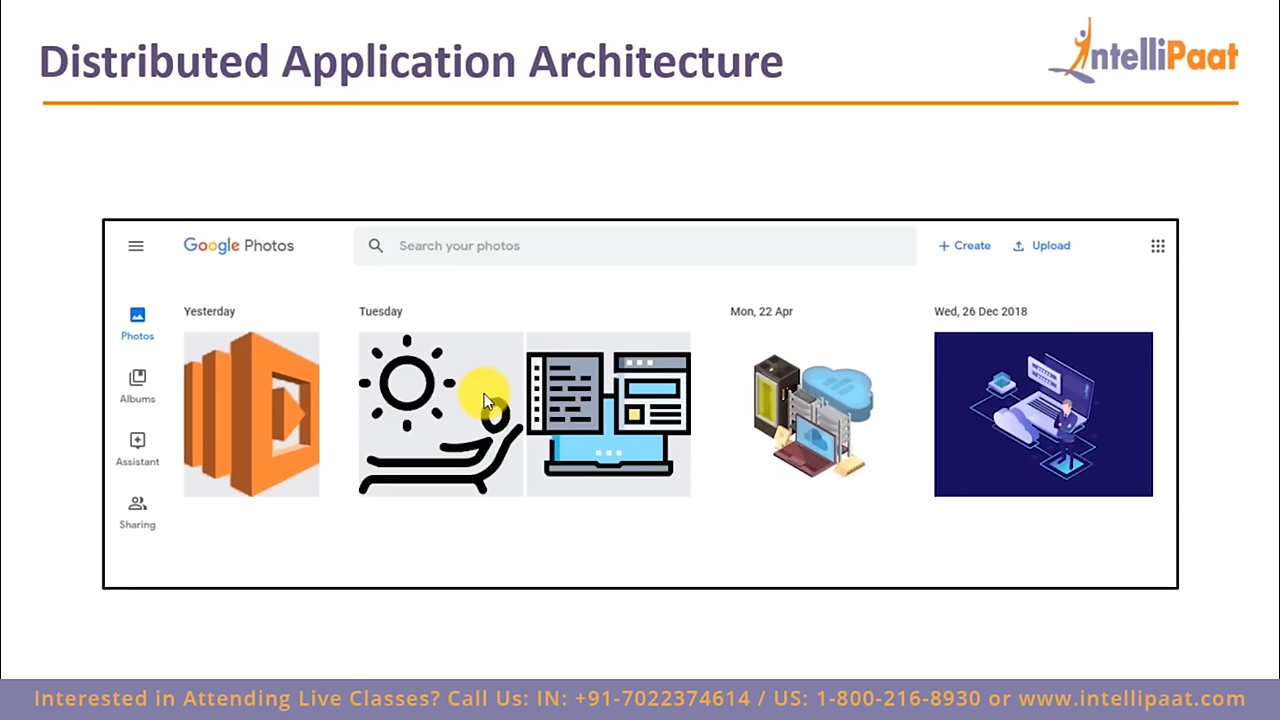 Distributed Application Architecture
IntelliPaat
Google Photos
Search your photos
+ Create
Upload
Photos
Albums
Assistant
Sharing
Yesterday
Tuesday
Mon, 22 Apr
Wed, 26 Dec 2018
Interested in Attending Live Classes? Call Us: IN: +91-7022374614 / US: 1-800-216-8930 or www.intellipaat.com